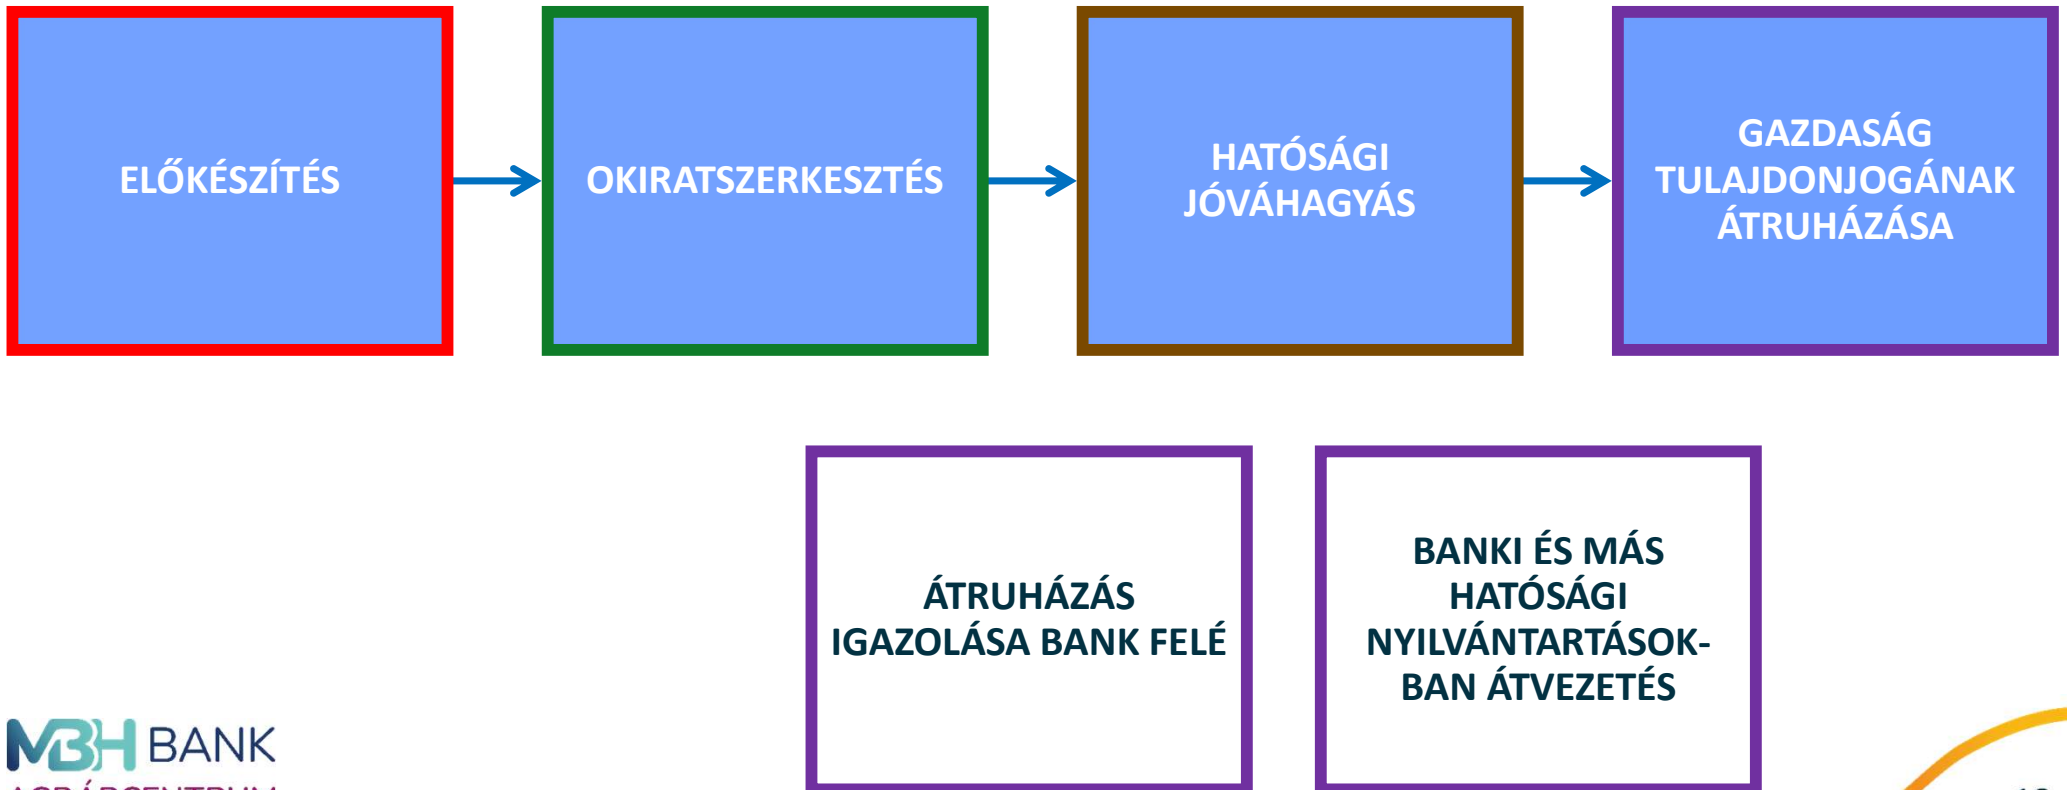 ELŐKÉSZÍTÉS
OKIRATSZERKESZTÉS
HATÓSÁGI
JÓVÁHAGYÁS
GAZDASÁG
TULAJDONJOGÁNAK
ÁTRUHÁZÁSA
ÁTRUHÁZÁS
IGAZOLÁSA BANK FELÉ
BANKI ÉS MÁS
HATÓSÁGI
NYILVÁNTARTÁSOK-
BAN ÁTVEZETÉS
MBH BANK
AGRÁRCENTRUM